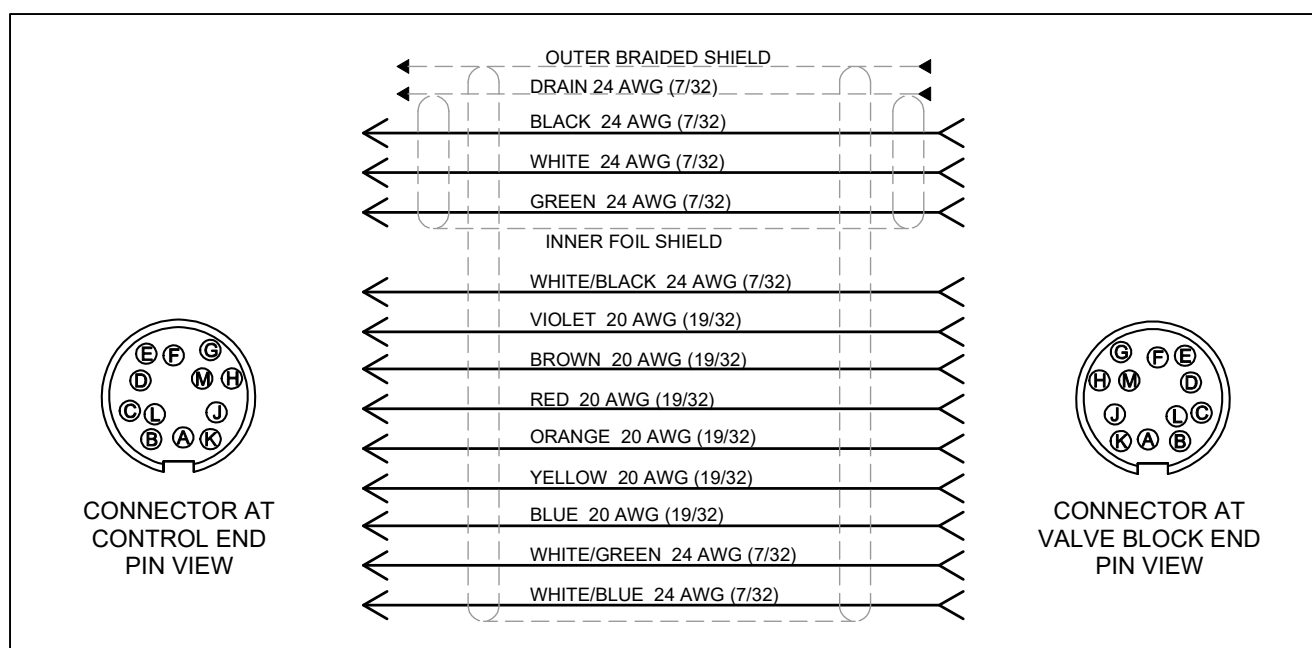 OUTER BRAIDED SHIELD
DRAIN 24 AWG (7/32)
BLACK 24 AWG (7/32)
WHITE 24 AWG (7/32)
GREEN 24 AWG (7/32)
INNER FOIL SHIELD
WHITE/BLACK 24 AWG (7/32)
VIOLET 20 AWG (19/32)
BROWN 20 AWG (19/32)
RED 20 AWG (19/32)
ORANGE 20 AWG (19/32)
YELLOW 20 AWG (19/32)
BLUE 20 AWG (19/32)
WHITE/GREEN 24 AWG (7/32)
WHITE/BLUE 24 AWG (7/32)
E F G
D M H
C L J
B A K
CONNECTOR AT
CONTROL END
PIN VIEW
G F E
H M D
J L C
K A B
CONNECTOR AT
VALVE BLOCK END
PIN VIEW